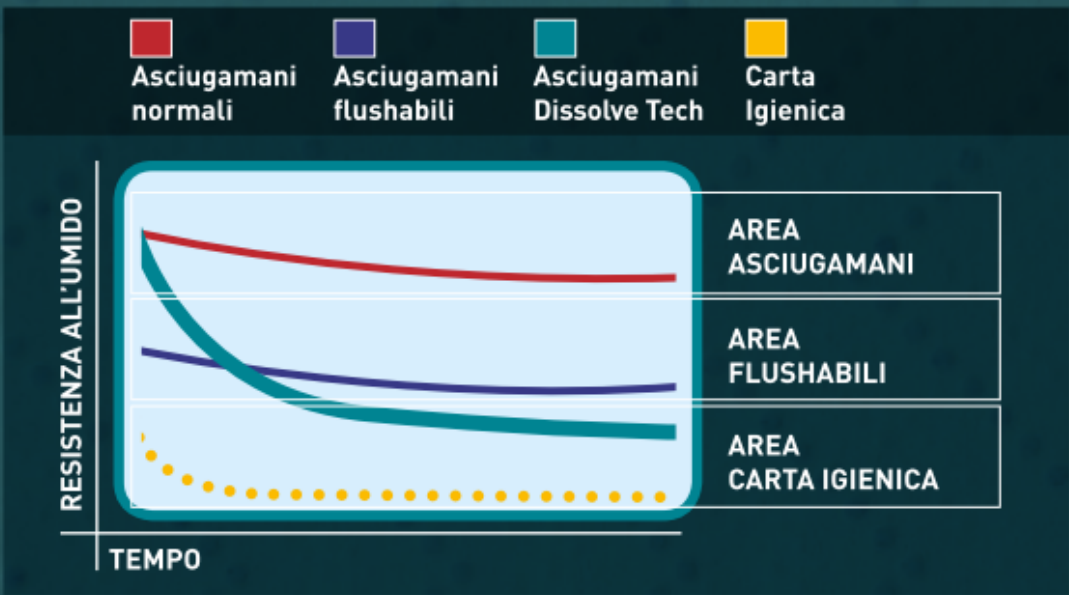 Asciugamani
normali
Asciugamani
flushabili
Asciugamani
Dissolve Tech
Carta
Igienica
RESISTENZA ALL'UMIDO
AREA
ASCIUGAMANI
AREA
FLUSHABILI
AREA
CARTA IGIENICA
TEMPO